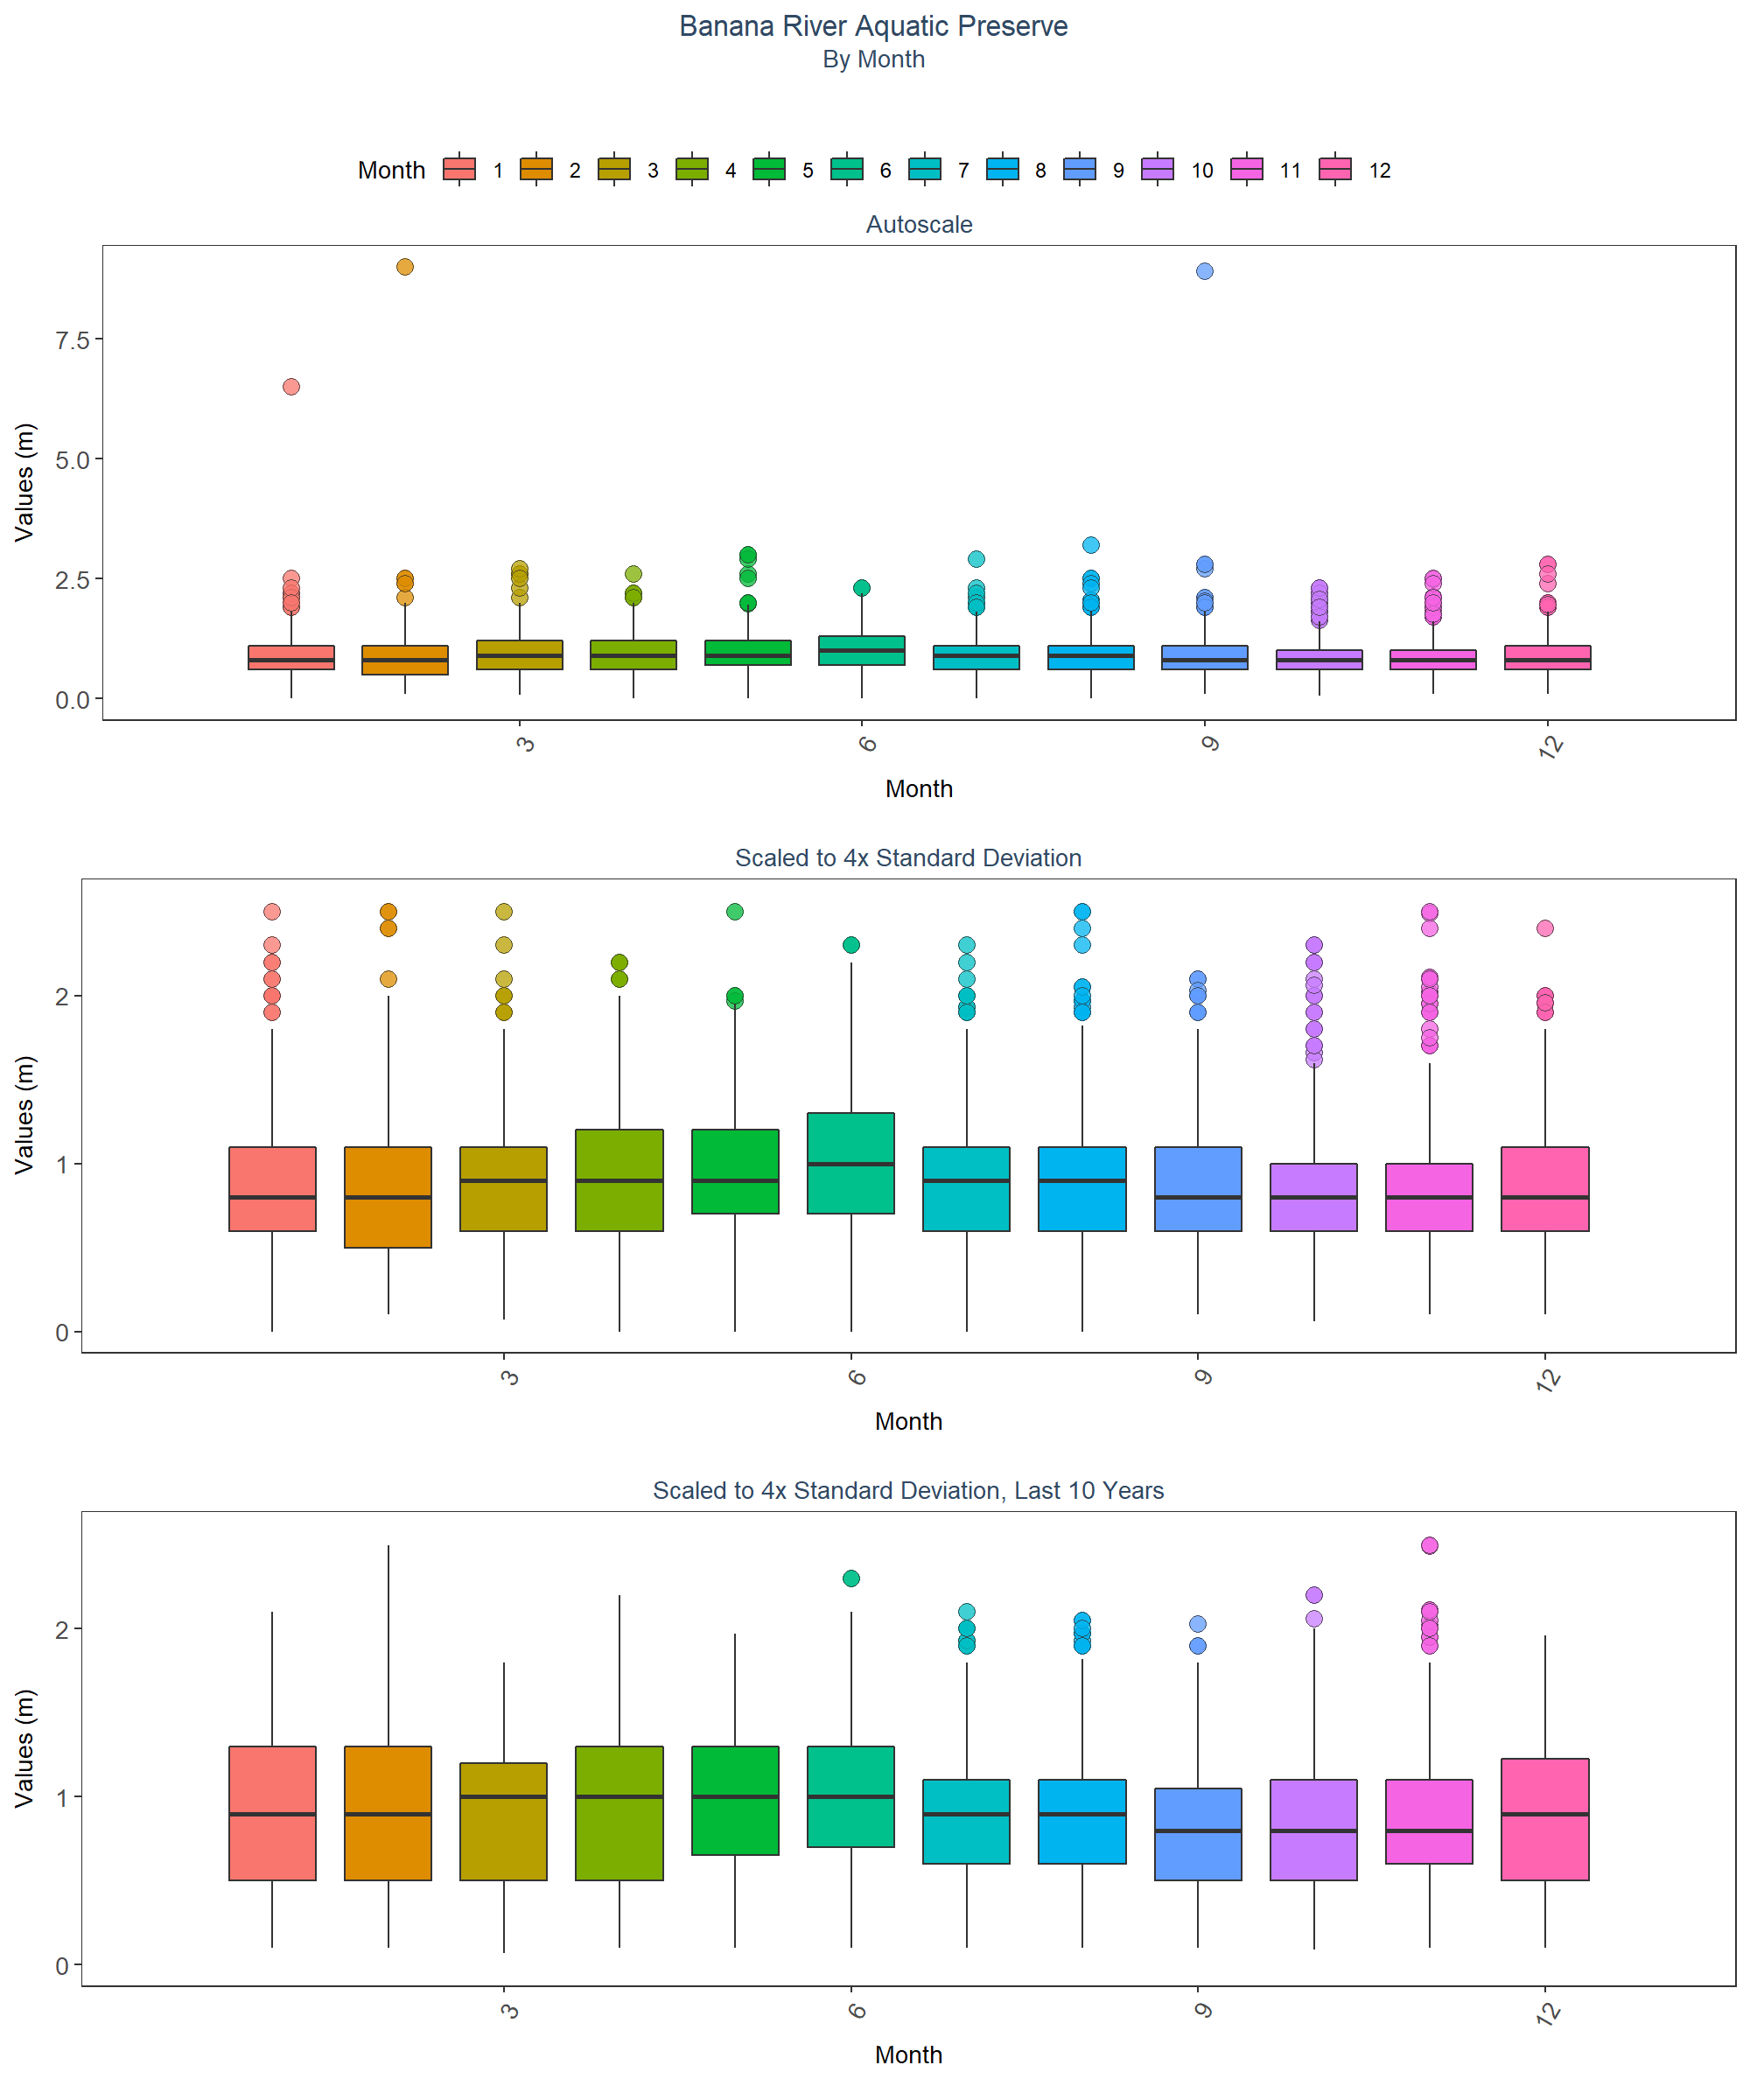 Banana River Aquatic Preserve
By Month
Month 1 2 3 4 5 6 7 8 9 10 11 12
Autoscale
Values (m)
7.5
5.0
2.5
0.0
3 6 9 12
Month
Scaled to 4x Standard Deviation
Values (m)
2
1
0
3 6 9 12
Month
Scaled to 4x Standard Deviation, Last 10 Years
Values (m)
2
1
0
3 6 9 12
Month